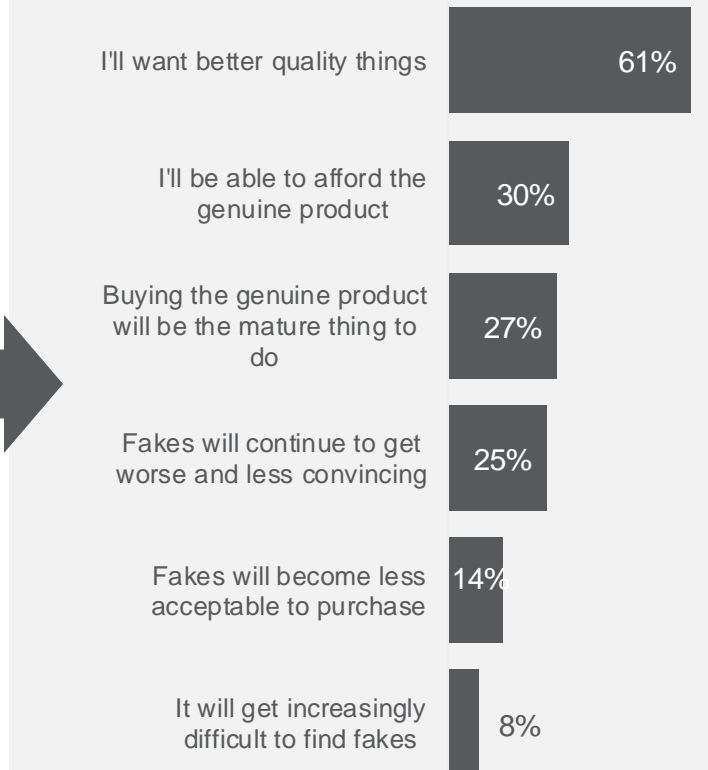 I'll want better quality things
61%
I'll be able to afford the
genuine product
30%
Buying the genuine product
will be the mature thing to
do
27%
Fakes will continue to get
worse and less convincing
25%
Fakes will become less
acceptable to purchase
14%
It will get increasingly
difficult to find fakes
8%